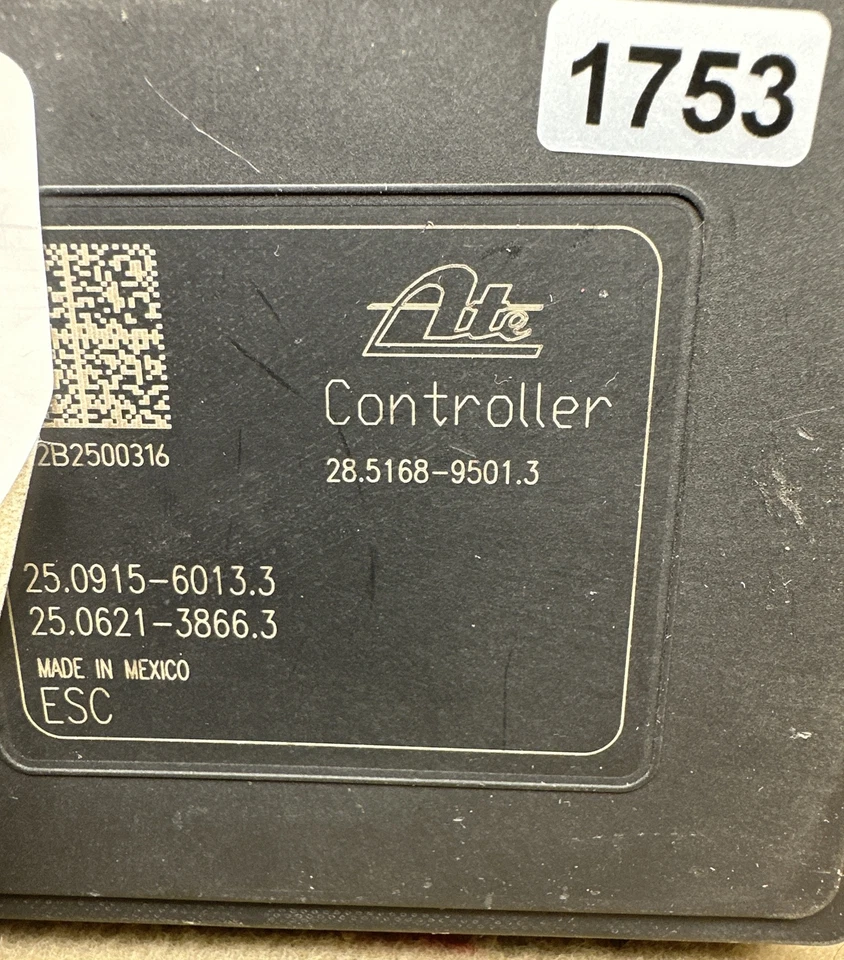 1753
Ate
Controller
2B2500316
28.5168-9501.3
25.0915-6013.3
25.0621-3866.3
MADE IN MEXICO
ESC